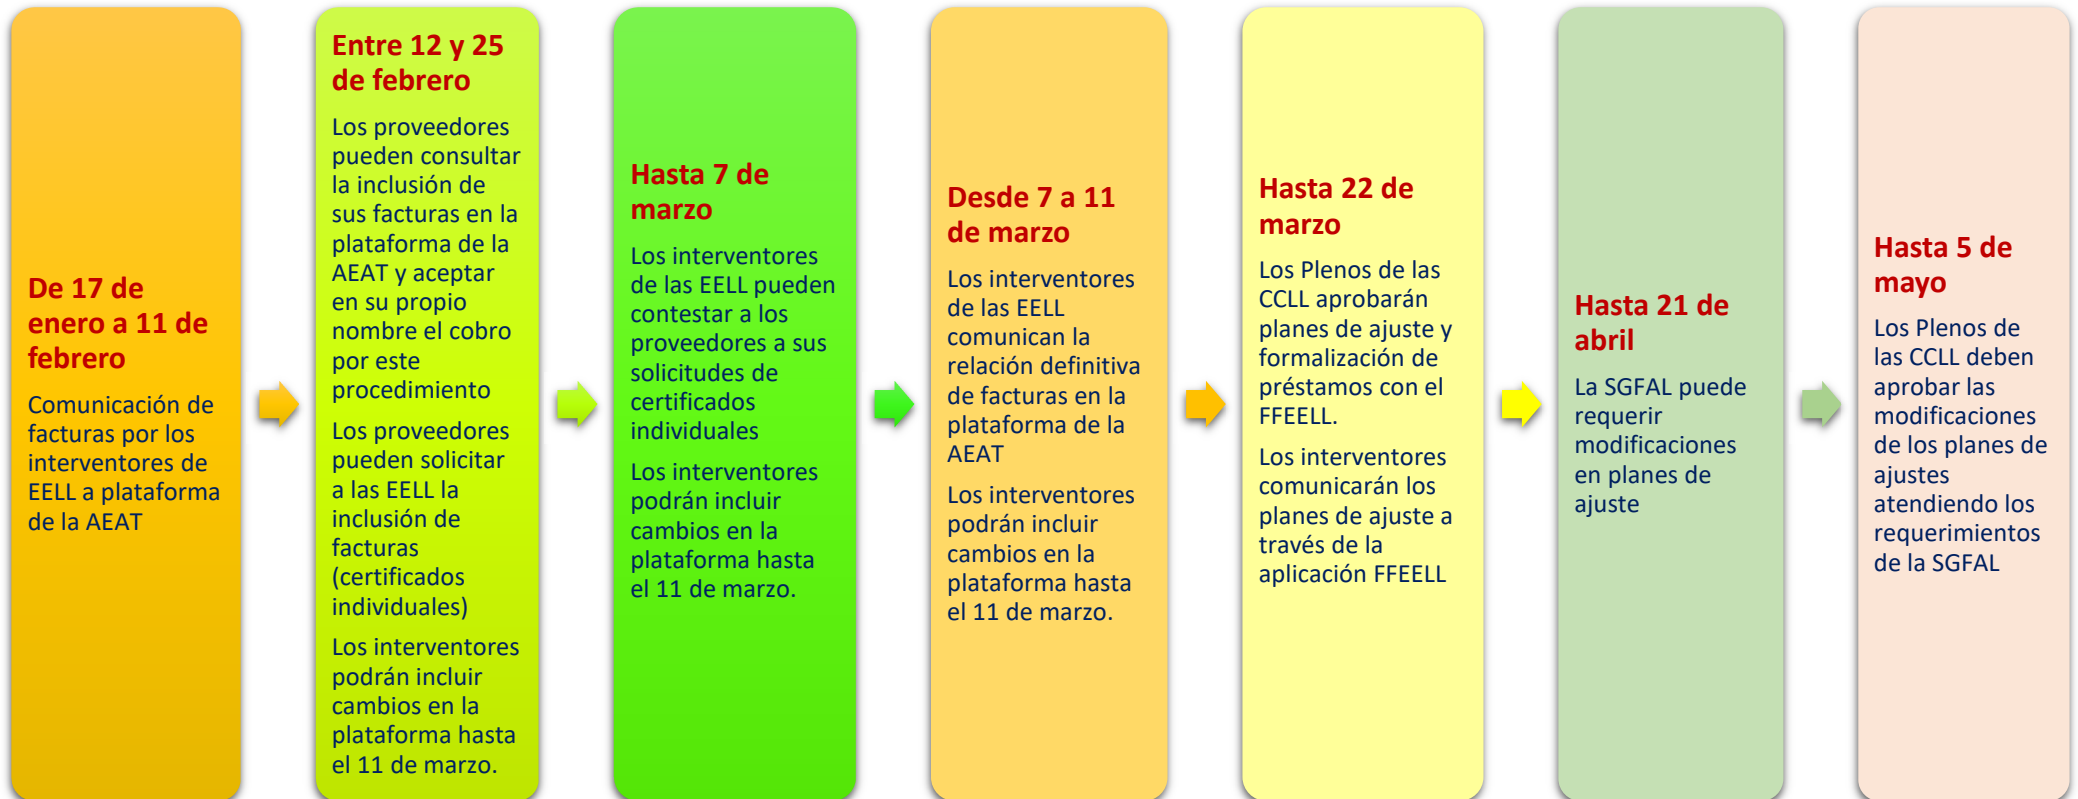 De 17 de
enero a 11 de
febrero
Comunicación de
facturas por los
interventores de
EELL a plataforma
de la AEAT
Entre 12 y 25
de febrero
Los proveedores
pueden consultar
la inclusión de
sus facturas en la
plataforma de la
AEAT y aceptar
en su propio
nombre el cobro
por este
procedimiento
Los proveedores
pueden solicitar
a las EELL la
inclusión de
facturas
(certificados
individuales)
Los interventores
podrán incluir
cambios en la
plataforma hasta
el 11 de marzo.
Hasta 7 de
marzo
Los interventores
de las EELL pueden
contestar a los
proveedores a sus
solicitudes de
certificados
individuales
Los interventores
podrán incluir
cambios en la
plataforma hasta
el 11 de marzo.
Desde 7 a 11
de marzo
Los interventores
de las EELL
comunican la
relación definitiva
de facturas en la
plataforma de la
AEAT
Los interventores
podrán incluir
cambios en la
plataforma hasta
el 11 de marzo.
Hasta 22 de
marzo
Los Plenos de las
CCLL aprobarán
planes de ajuste y
formalización de
préstamos con el
FFEELL.
Los interventores
comunicarán los
planes de ajuste a
través de la
aplicación FFEELL
Hasta 21 de
abril
La SGFAL puede
requerir
modificaciones
en planes de
ajuste
Hasta 5 de
mayo
Los Plenos de
las CCLL deben
aprobar las
modificaciones
de los planes de
ajustes
atendiendo los
requerimientos
de la SGFAL